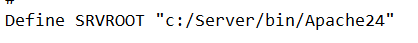 #
Define SRVROOT "c:/Server/bin/Apache24"